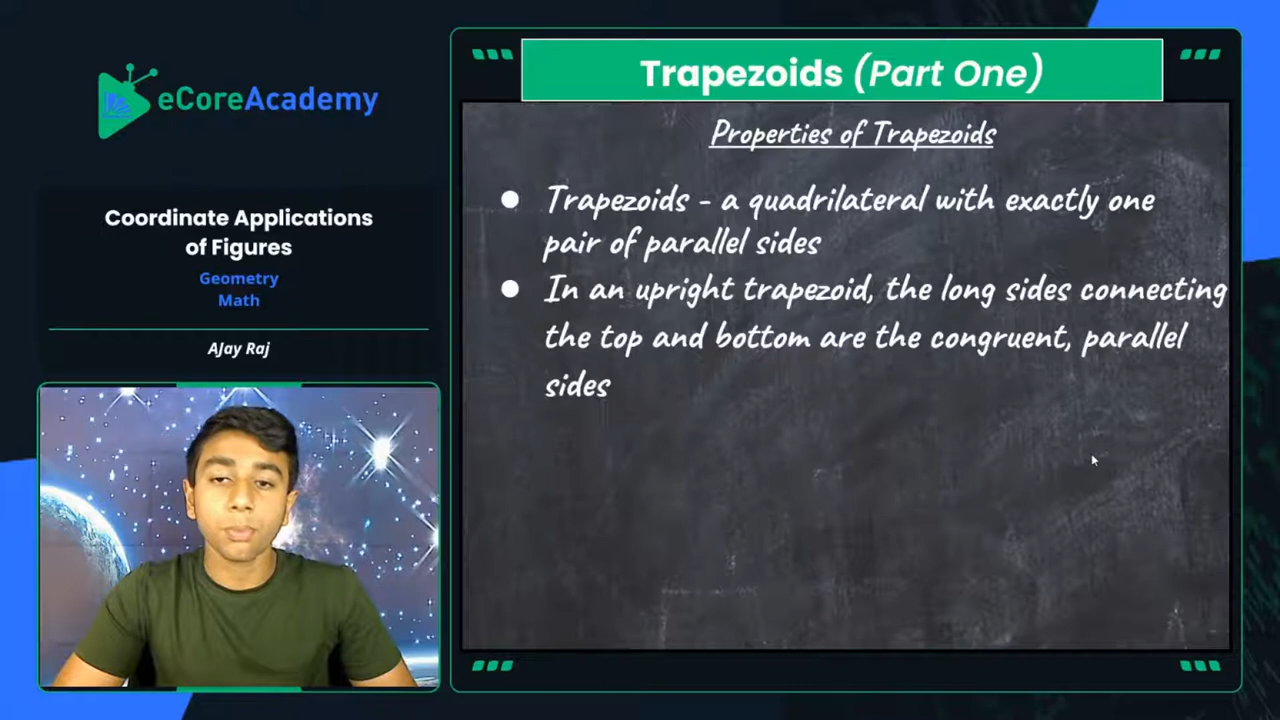 eCoreAcademy
Coordinate Applications
of Figures
Geometry
Math
AJay Raj
Trapezoids (Part One)
Properties of Trapezoids
● Trapezoids - a quadrilateral with exactly one
pair of parallel sides
● In an upright trapezoid, the long sides connecting
the top and bottom are the congruent, parallel
sides